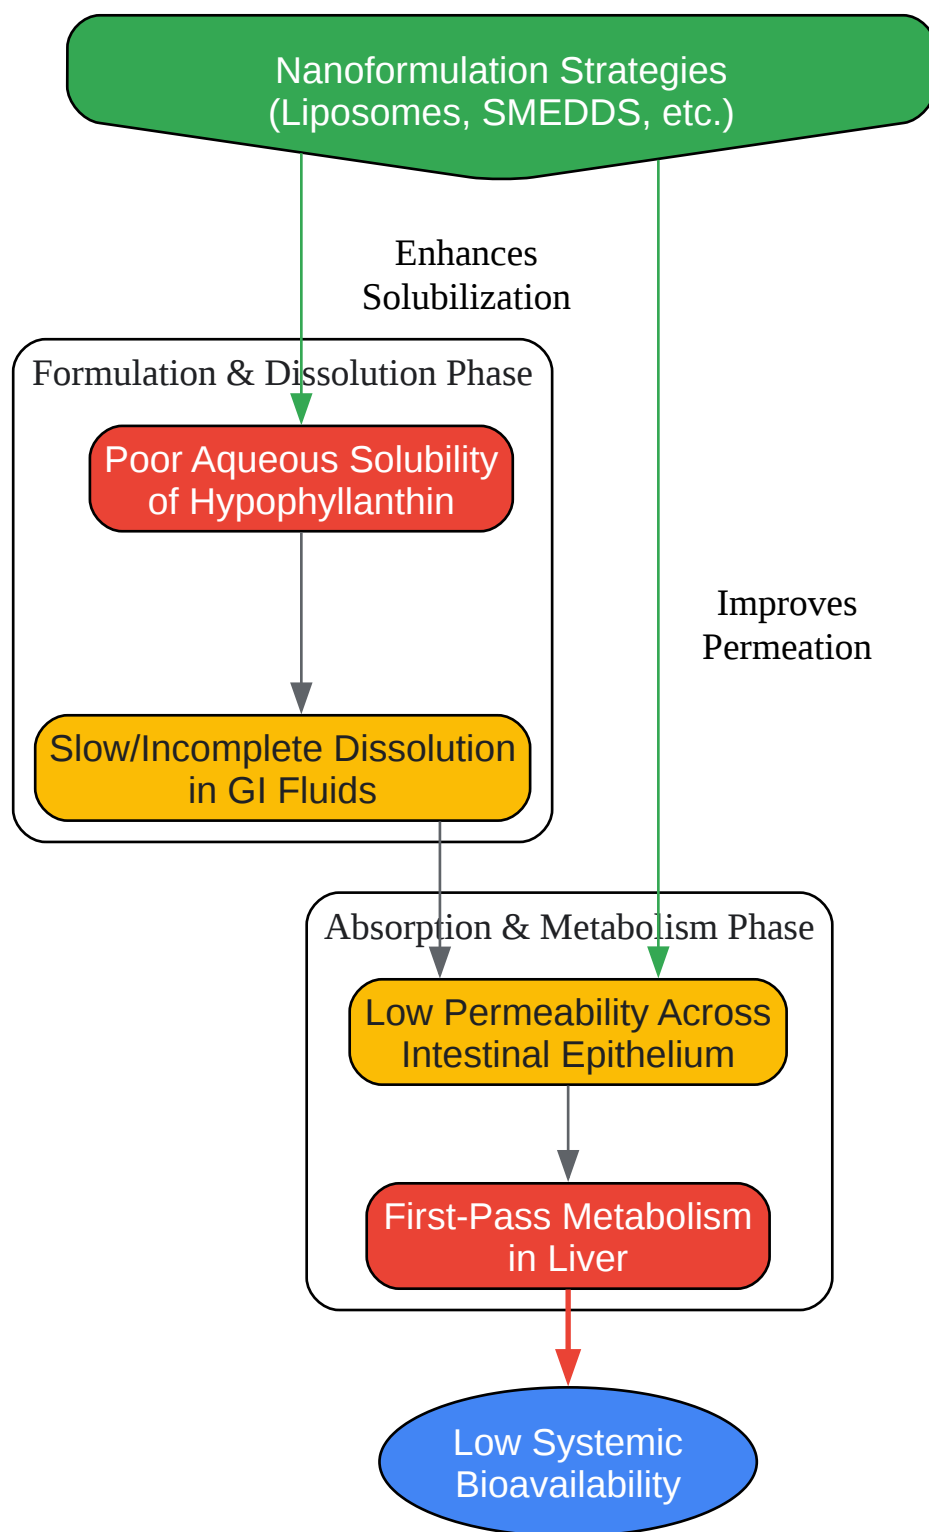 Nanoformulation Strategies
(Liposomes, SMEDDS, etc.)
Enhances
Solubilization
Formulation & Dissolution Phase
Poor Aqueous Solubility
of Hypophyllanthin
Improves
Permeation
Slow/Incomplete Dissolution
in GI Fluids
Absorption & Metabolism Phase
Low Permeability Across
Intestinal Epithelium
First-Pass Metabolism
in Liver
Low Systemic
Bioavailability